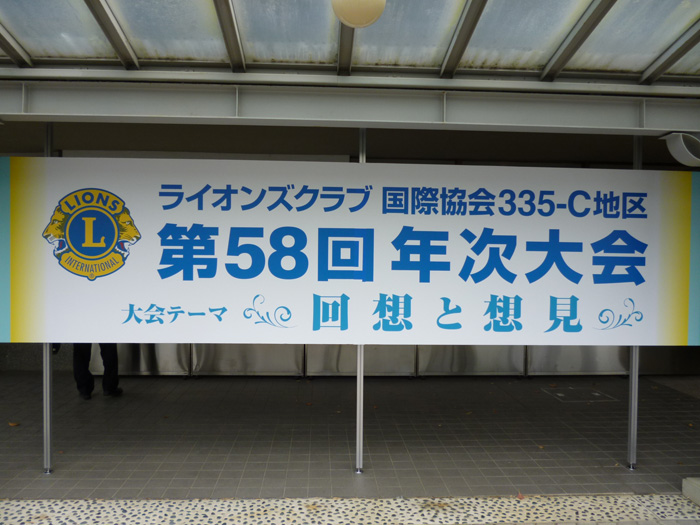 LIONS
L
INTERNATIONAL
ライオンズクラブ 国際協会335-C地区
第58回 年次大会
大会テーマ 回想と想見